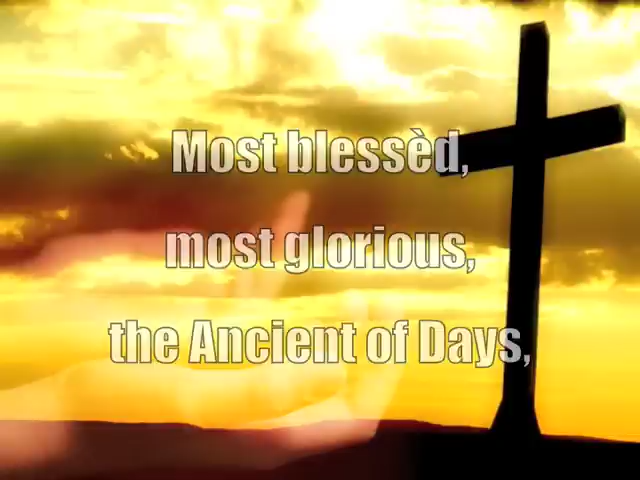 Most blessèd,
most glorious,
the Ancient of Days,